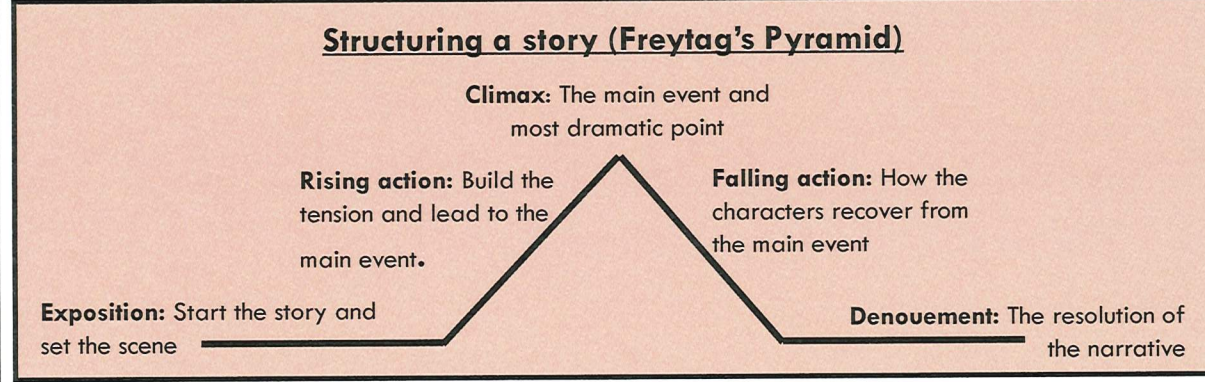 Structuring a story (Freytag's Pyramid)
Climax: The main event and
most dramatic point
Rising action: Build the
tension and lead to the
main event.
Falling action: How the
characters recover from
the main event
Exposition: Start the story and
set the scene
Denouement: The resolution of
the narrative